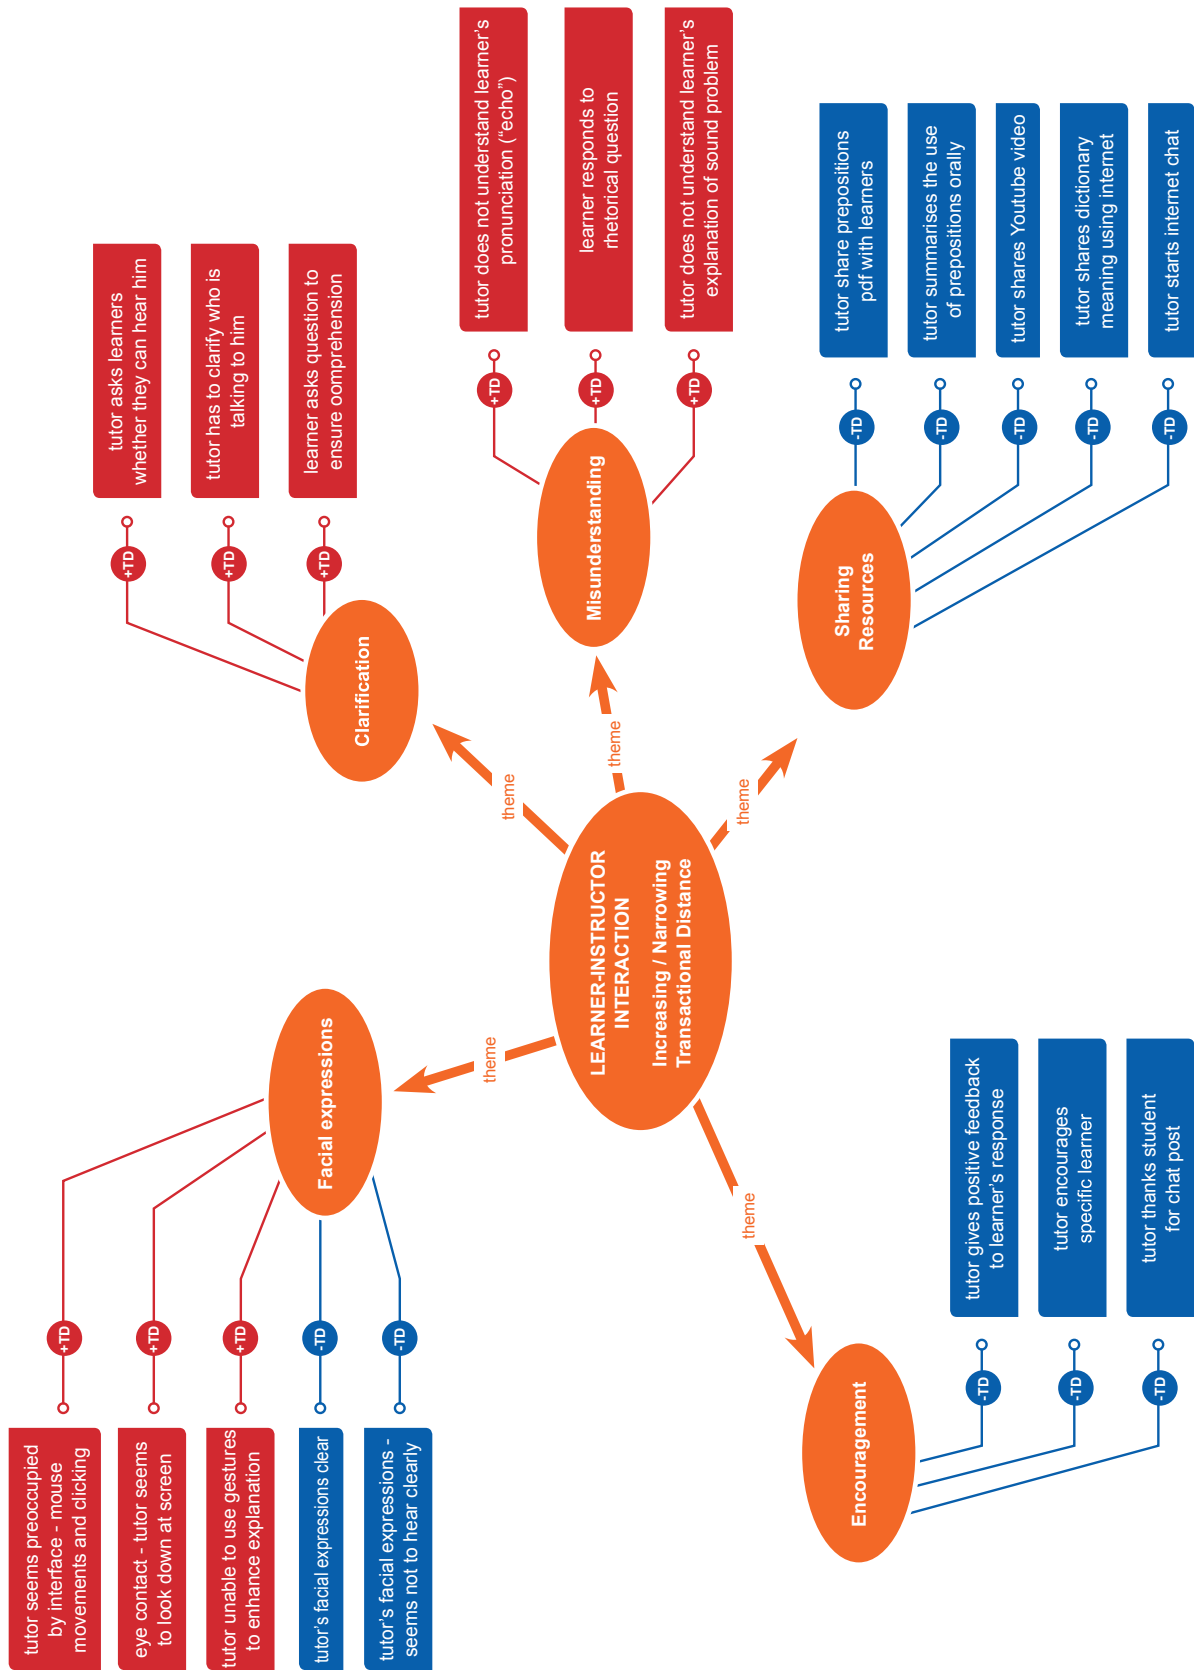 tutor seems preoccupied
by interface - mouse
movements and clicking
+TD
eye contact - tutor seems
to look down at screen
+TD
tutor unable to use gestures
to enhance explanation
+TD
tutor's facial expressions clear
-TD
tutor's facial expressions -
seems not to hear clearly
-TD
Facial expressions
theme
tutor asks learners
whether they can hear him
+TD
tutor has to clarify who is
talking to him
+TD
learner asks question to
ensure oomprehension
+TD
Clarification
theme
tutor does not understand learner's
pronunciation (“echo”)
+TD
learner responds to
rhetorical question
+TD
tutor does not understand learner's
explanation of sound problem
+TD
Misunderstanding
theme
LEARNER-INSTRUCTOR
INTERACTION
Increasing / Narrowing
Transactional Distance
theme
Encouragement
-TD
tutor gives positive feedback
to learner's response
-TD
tutor encourages
specific learner
-TD
tutor thanks student
for chat post
theme
Sharing
Resources
-TD
tutor share prepositions
pdf with learners
-TD
tutor summarises the use
of prepositions orally
-TD
tutor shares Youtube video
-TD
tutor shares dictionary
meaning using internet
-TD
tutor starts internet chat